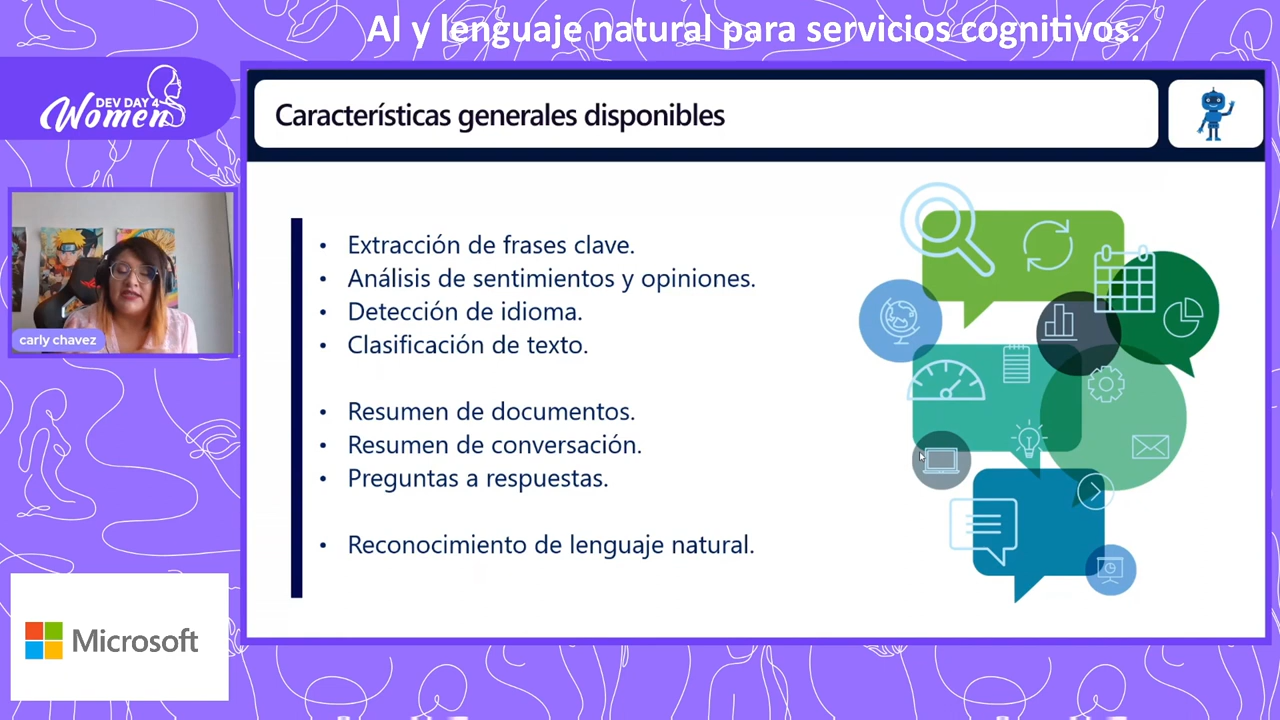 AI y lenguaje natural para servicios cognitivos.
DEV DAY 4
Women
Características generales disponibles
• Extracción de frases clave.
• Análisis de sentimientos y opiniones.
• Detección de idioma.
• Clasificación de texto.
• Resumen de documentos.
• Resumen de conversación.
• Preguntas a respuestas.
• Reconocimiento de lenguaje natural.
carly chavez
Microsoft